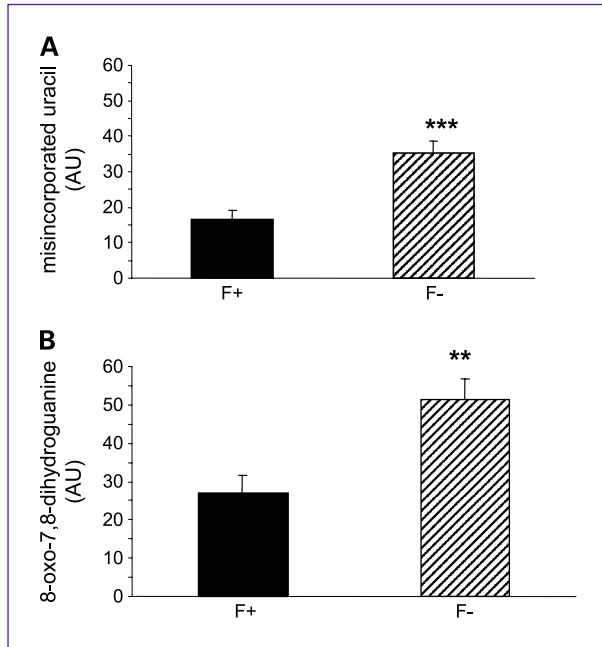 A
misincorporated uracil
(AU)
60
50
40
30
20
10
0
***
F+
F-
B
8-oxo-7,8-dihydroguanine
(AU)
60
50
40
30
20
10
0
**
F+
F-